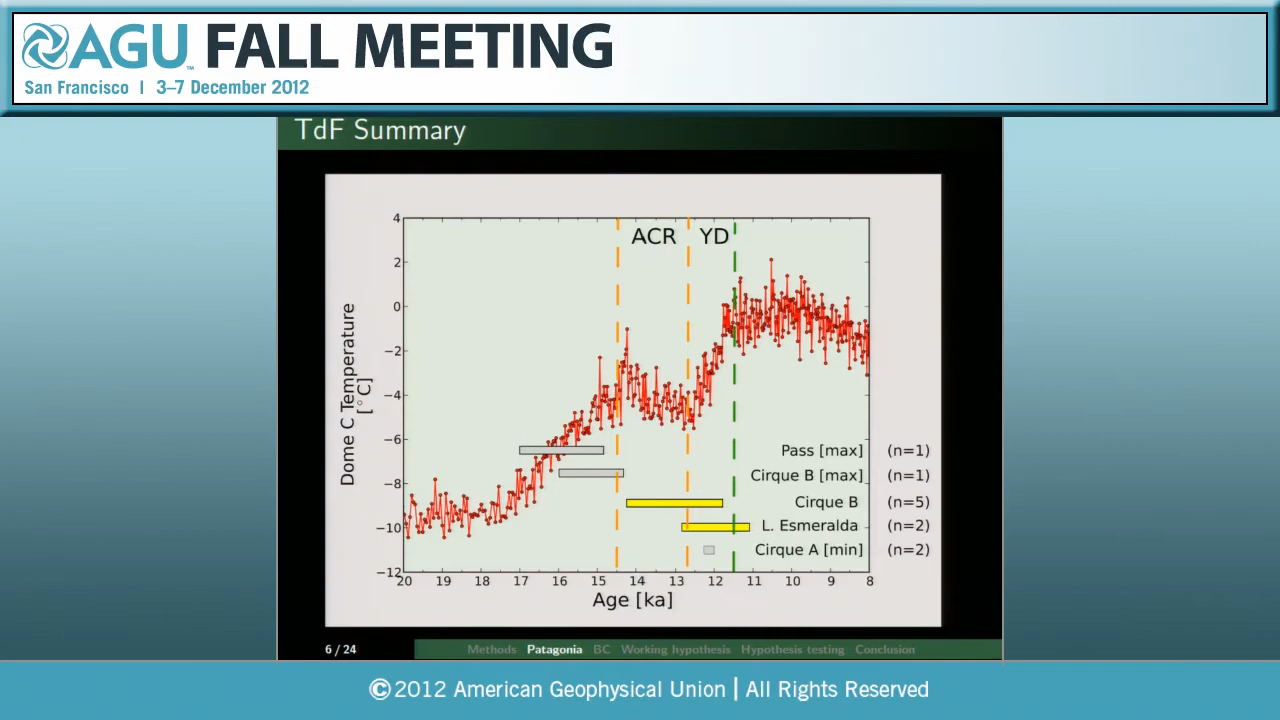 AGU™ FALL MEETING
San Francisco | 3–7 December 2012
TdF Summary
ACR YD
4
2
0
−2
−4
−6
−8
−10
−12
Dome C Temperature
[°C]
Pass [max] (n=1)
Cirque B [max] (n=1)
Cirque B (n=5)
L. Esmeralda (n=2)
Cirque A [min] (n=2)
20 19 18 17 16 15 14 13 12 11 10 9 8
Age [ka]
6 / 24 Methods Patagonia BC Working hypothesis Hypothesis testing Conclusion
©2012 American Geophysical Union | All Rights Reserved